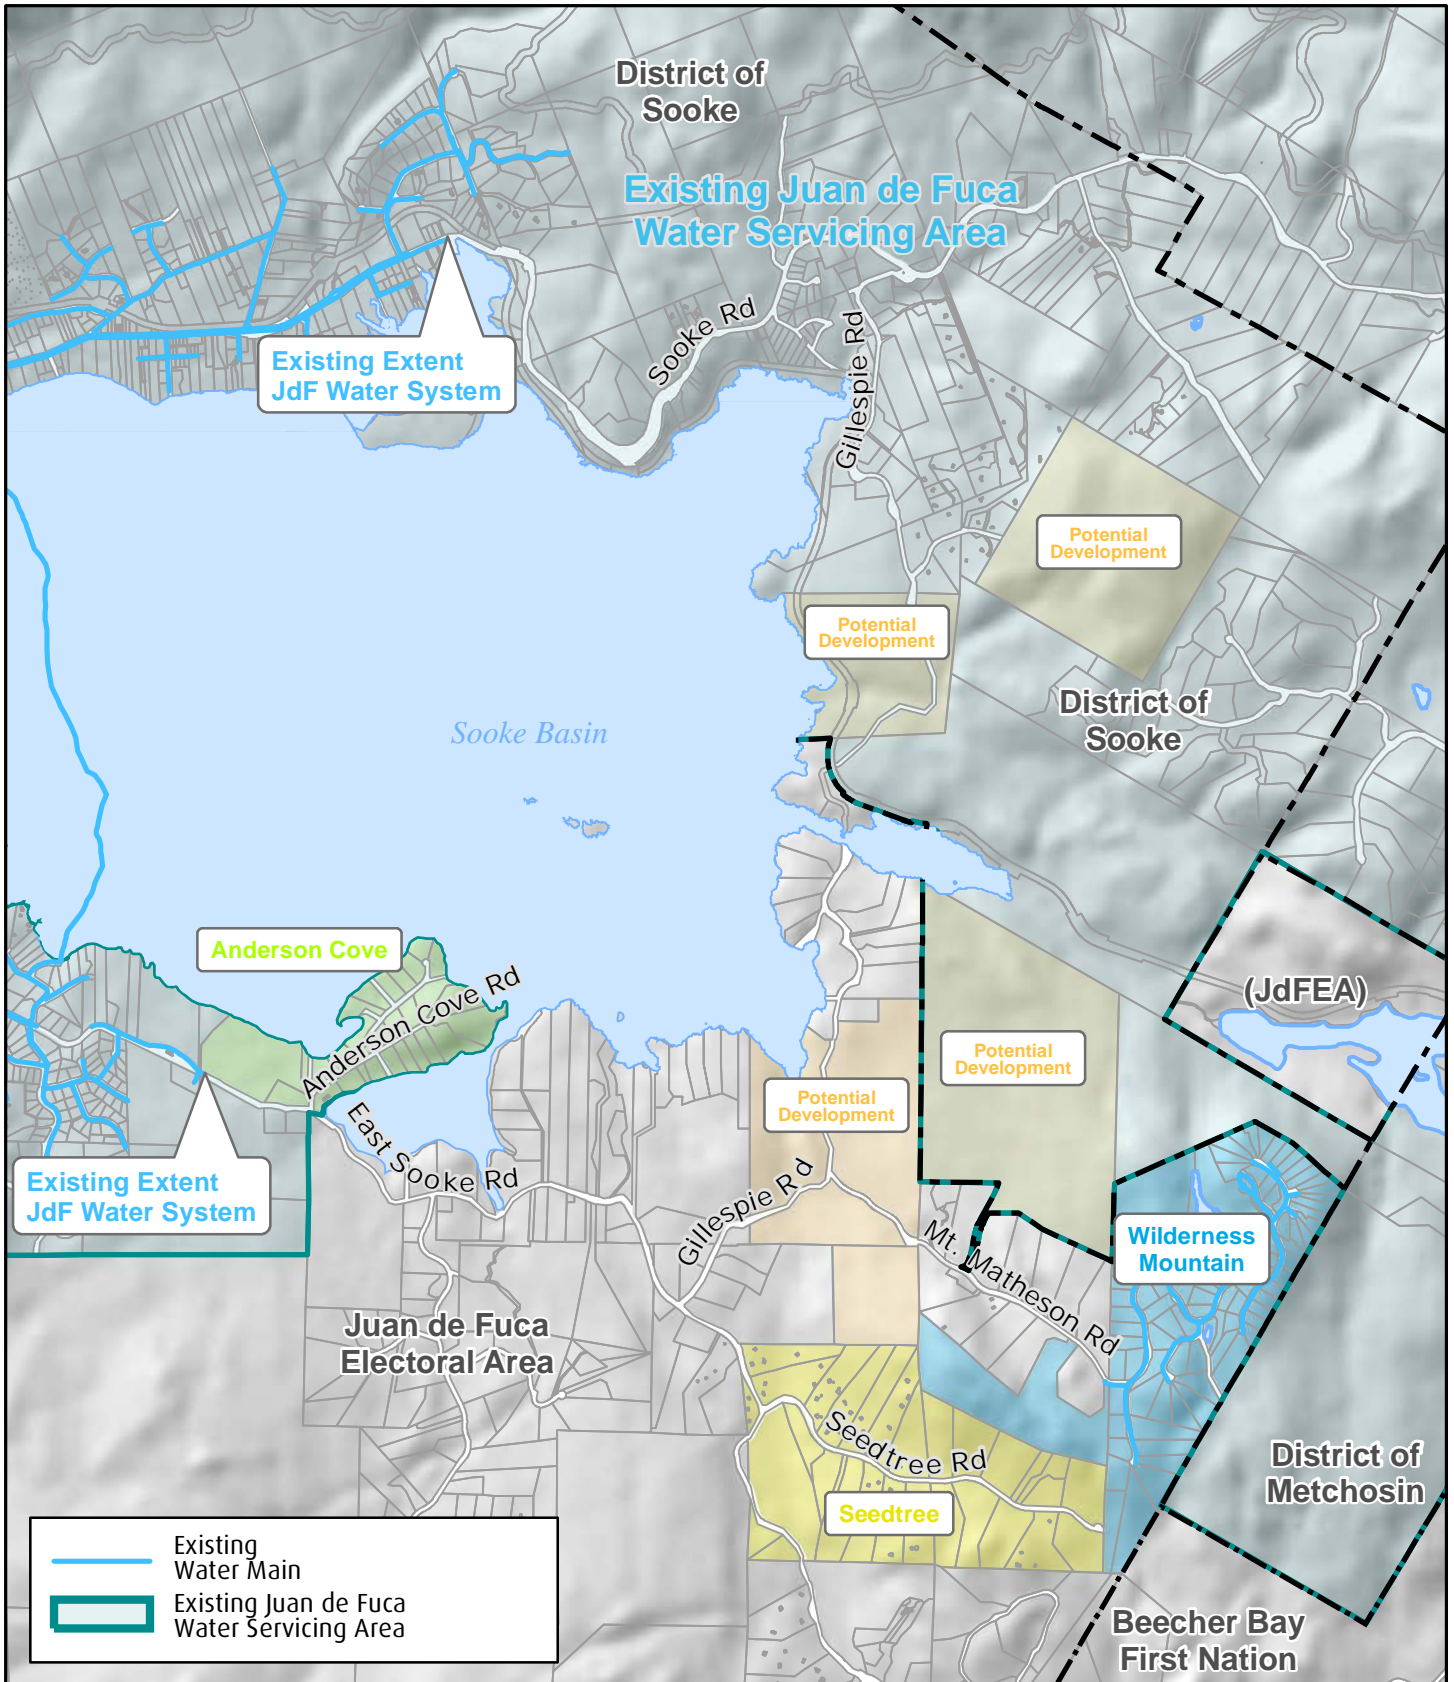 District of
Sooke
Existing Juan de Fuca
Water Servicing Area
Sooke Rd
Gillespie Rd
Existing Extent
JdF Water System
Potential
Development
Potential
Development
District of
Sooke
Sooke Basin
Anderson Cove
Anderson Cove Rd
(JdFEA)
Potential
Development
Potential
Development
East Sooke Rd
Existing Extent
JdF Water System
Gillespie Rd
Mt. Matheson Rd
Wilderness
Mountain
Juan de Fuca
Electoral Area
Seedtree Rd
Seedtree
District of
Metchosin
Beecher Bay
First Nation
Existing
Water Main
Existing Juan de Fuca
Water Servicing Area